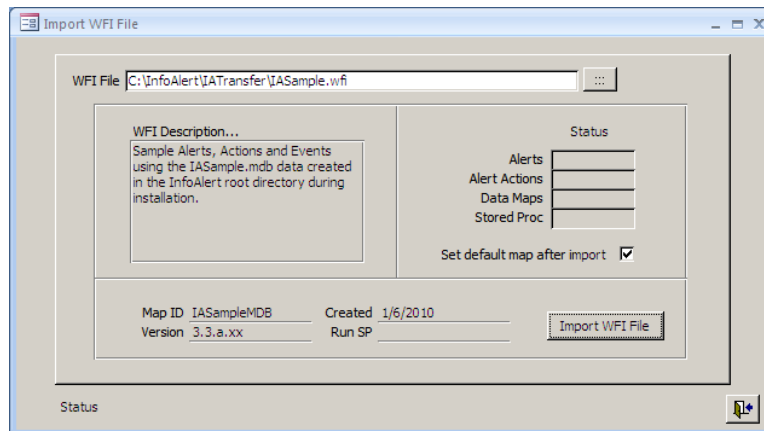 Import WFI File
WFI File C:\InfoAlert\IATransfer\IASample.wfi :::
WFI Description...
Sample Alerts, Actions and Events
using the IASample.mdb data created
in the InfoAlert root directory during
installation.
Status
Alerts
Alert Actions
Data Maps
Stored Proc
Set default map after import
Map ID IASampleMDB Created 1/6/2010
Version 3.3.a.xx Run SP
Import WFI File
Status